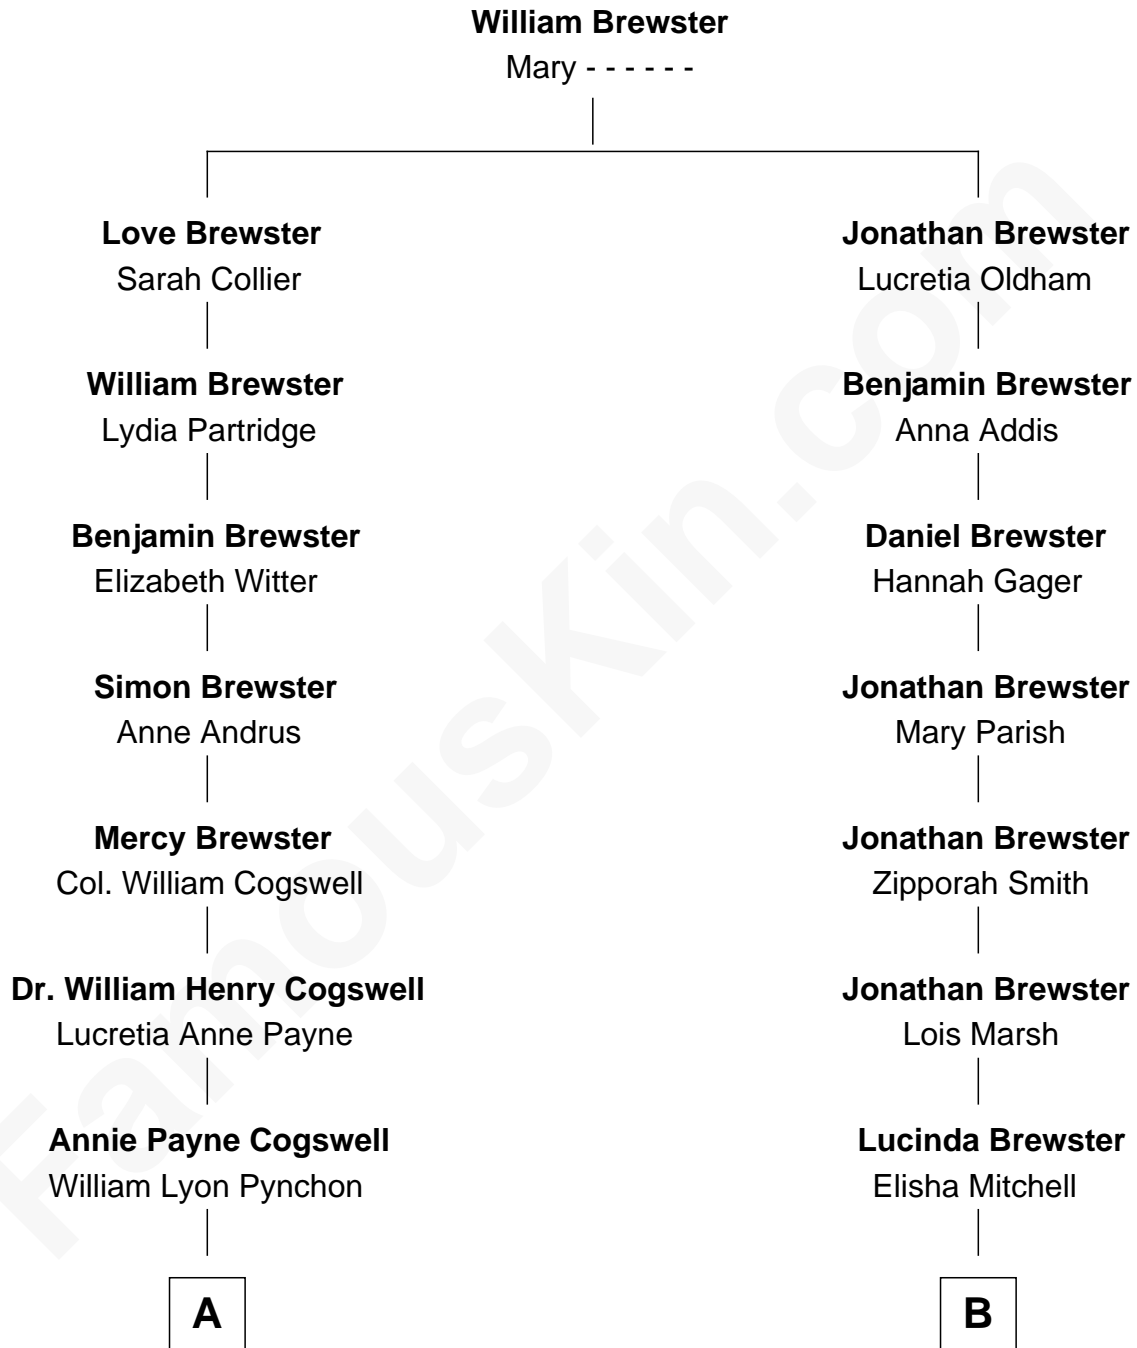 William Brewster
Mary - - - - - -
Love Brewster
Sarah Collier
Jonathan Brewster
Lucretia Oldham
William Brewster
Lydia Partridge
Benjamin Brewster
Anna Addis
Benjamin Brewster
Elizabeth Witter
Daniel Brewster
Hannah Gager
Simon Brewster
Anne Andrus
Jonathan Brewster
Mary Parish
Mercy Brewster
Col. William Cogswell
Jonathan Brewster
Zipporah Smith
Dr. William Henry Cogswell
Lucretia Anne Payne
Jonathan Brewster
Lois Marsh
Annie Payne Cogswell
William Lyon Pynchon
Lucinda Brewster
Elisha Mitchell
A
B
FamousKin.com